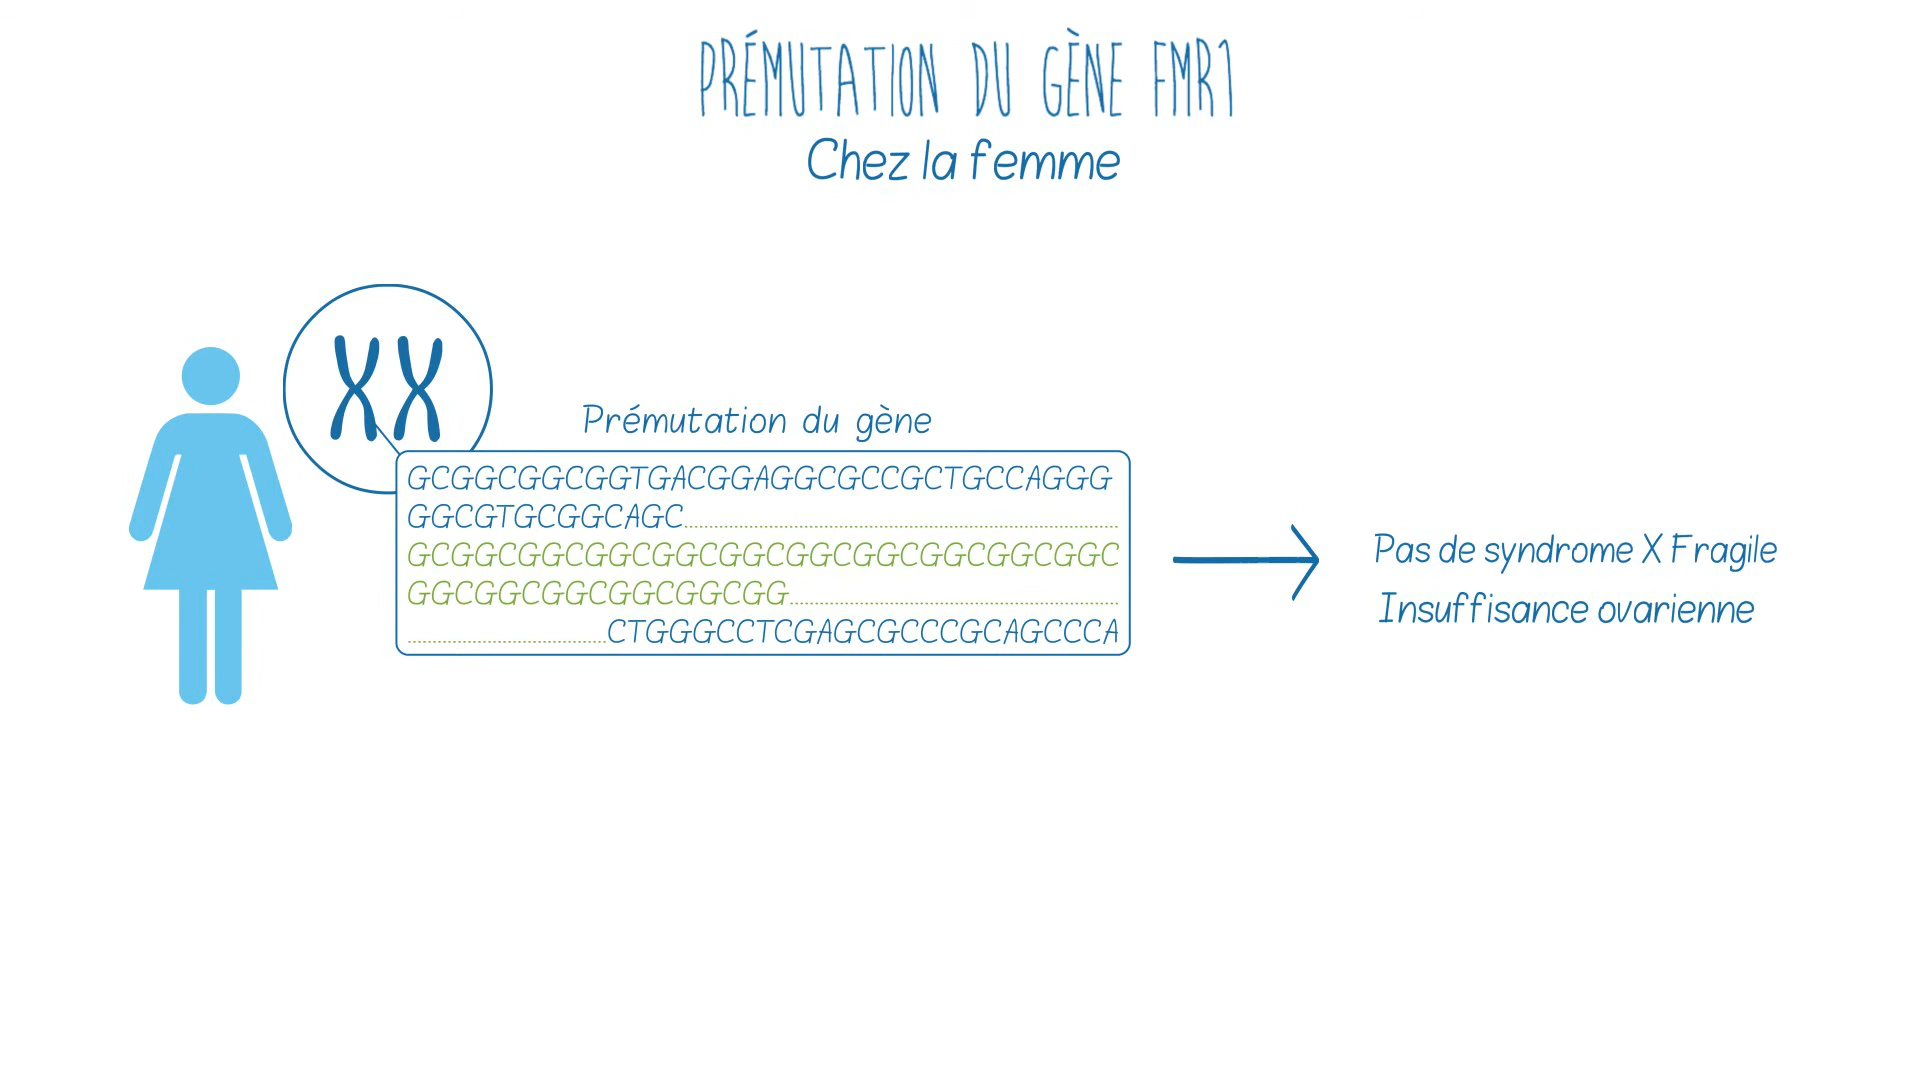 PRÉMUTATION DU GÈNE FMR1
Chez la femme
XX
Prémutation du gène
GCGGCGGCGGTGACGGAGGCGCCGCTGCCAGGG
GGCGTGCGGCAGC................................................
GCGGCGGCGGCGGCGGCGGCGGCGGCGGCGGC
GGCGGCGGCGGCGGCGG....................................
......................CTGGGCCTCGAGCGCCCGCAGCCCA
Pas de syndrome X Fragile
Insuffisance ovarienne